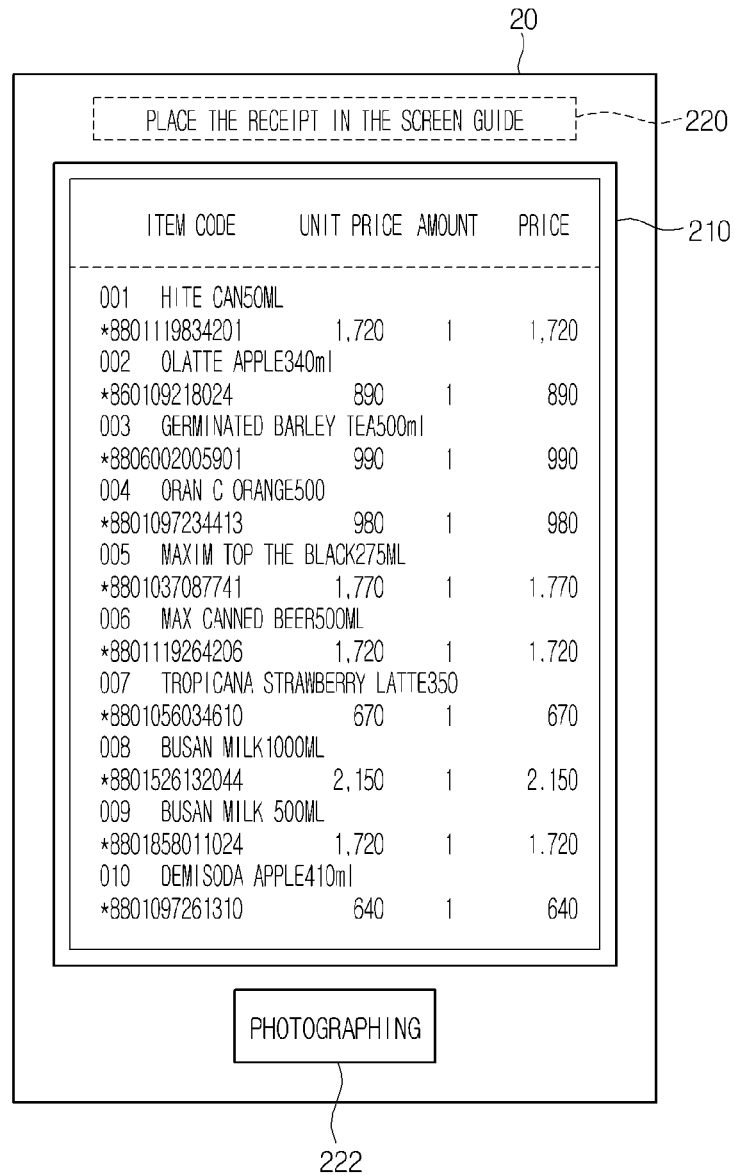 20
PLACE THE RECEIPT IN THE SCREEN GUIDE
220
ITEM CODE UNIT PRICE AMOUNT PRICE
210
001 HITE CAN50ML
*8801119834201 1,720 1 1,720
002 OLATTE APPLE340ml
*860109218024 890 1 890
003 GERMINATED BARLEY TEA500ml
*8806002005901 990 1 990
004 ORAN C ORANGE500
*8801097234413 980 1 980
005 MAXIM TOP THE BLACK275ML
*8801037087741 1,770 1 1.770
006 MAX CANNED BEER500ML
*8801119264206 1,720 1 1.720
007 TROPICANA STRAWBERRY LATTE350
*8801056034610 670 1 670
008 BUSAN MILK1000ML
*8801526132044 2,150 1 2.150
009 BUSAN MILK 500ML
*8801858011024 1,720 1 1.720
010 DEMISODA APPLE410ml
*8801097261310 640 1 640
PHOTOGRAPHING
222